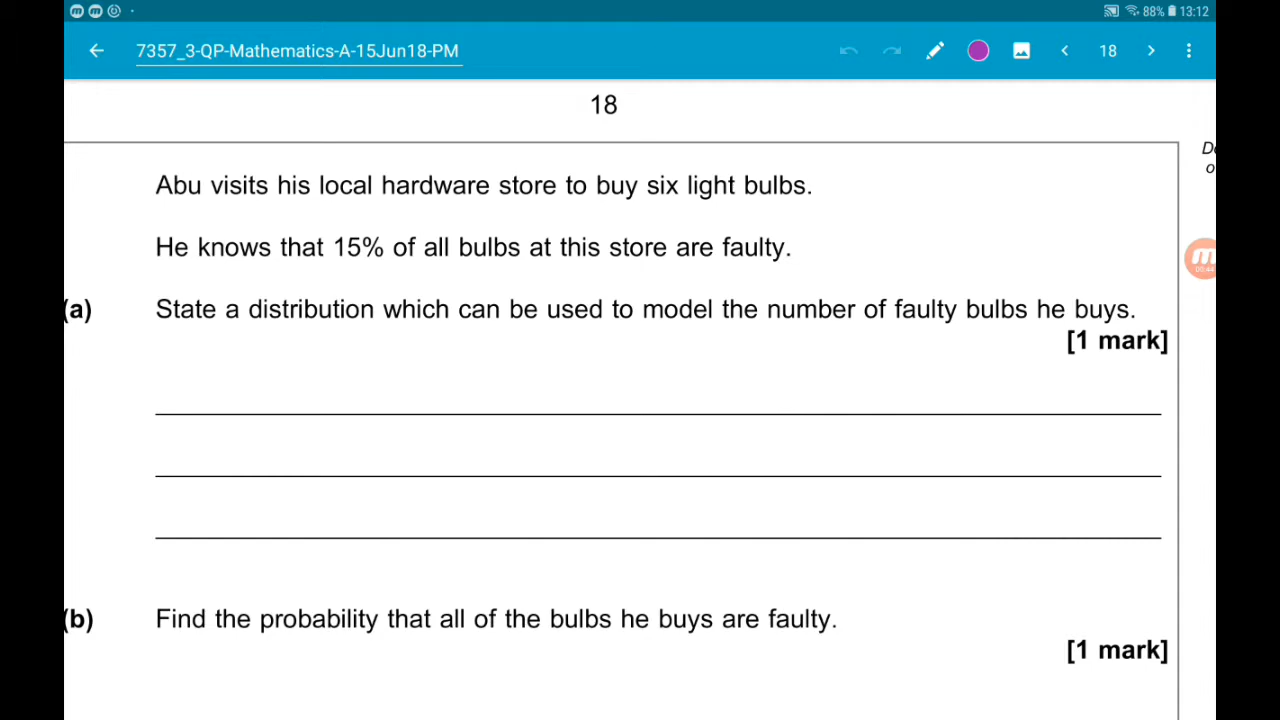 88% 13:12
7357_3-QP-Mathematics-A-15Jun18-PM
18
18
Abu visits his local hardware store to buy six light bulbs.
He knows that 15% of all bulbs at this store are faulty.
(a) State a distribution which can be used to model the number of faulty bulbs he buys.
[1 mark]
(b) Find the probability that all of the bulbs he buys are faulty.
[1 mark]